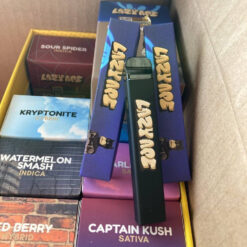 SOUR SPIDER
LAZY ACE
LAZY ACE
LAZY ACE
KRYPTONITE
WATERMELON
SMASH
INDICA
CAPTAIN KUSH
SATIVA
BERRY